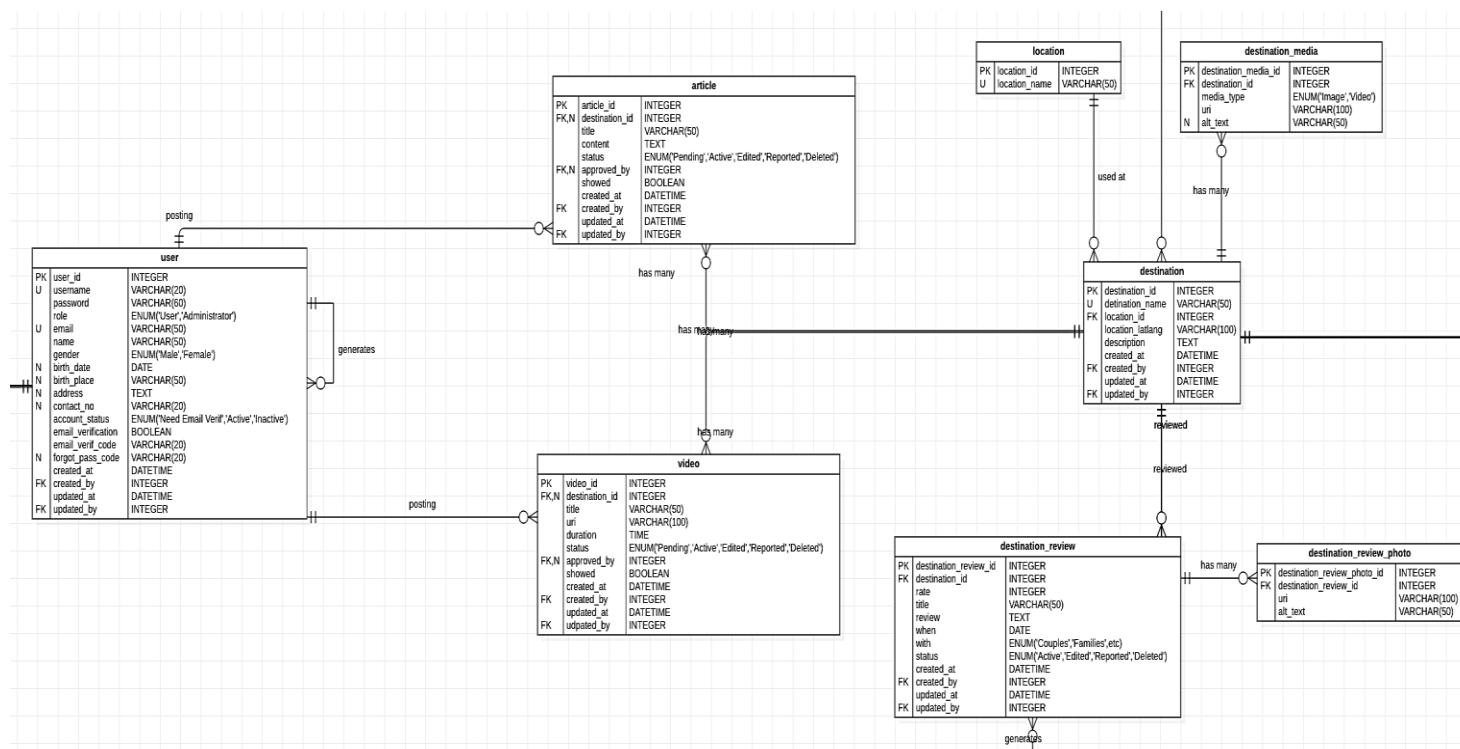 location
PK location_id INTEGER
U location_name VARCHAR(50)
destination_media
PK destination_media_id INTEGER
FK destination_id INTEGER
media_type ENUM('Image','Video')
uri VARCHAR(100)
N alt_text VARCHAR(50)
article
PK article_id INTEGER
FK,N destination_id INTEGER
title VARCHAR(50)
content TEXT
status ENUM('Pending','Active','Edited','Reported','Deleted')
FK,N approved_by INTEGER
showed BOOLEAN
created_at DATETIME
FK created_by INTEGER
updated_at DATETIME
FK updated_by INTEGER
used at
has many
posting
user
PK user_id INTEGER
U username VARCHAR(20)
password VARCHAR(60)
role ENUM('User','Administrator')
U email VARCHAR(50)
name VARCHAR(50)
gender ENUM('Male','Female')
N birth_date DATE
N birth_place VARCHAR(50)
N address TEXT
N contact_no VARCHAR(20)
account_status ENUM('Need Email Verif','Active','Inactive')
email_verification BOOLEAN
email_verif_code VARCHAR(20)
N forgot_pass_code VARCHAR(20)
created_at DATETIME
FK created_by INTEGER
updated_at DATETIME
FK updated_by INTEGER
generates
has many
has many
has many
has many
destination
PK destination_id INTEGER
U detination_name VARCHAR(50)
FK location_id INTEGER
location_latlang VARCHAR(100)
description TEXT
created_at DATETIME
FK created_by INTEGER
updated_at DATETIME
FK updated_by INTEGER
reviewed
reviewed
posting
video
PK video_id INTEGER
FK,N destination_id INTEGER
title VARCHAR(50)
uri VARCHAR(100)
duration TIME
status ENUM('Pending','Active','Edited','Reported','Deleted')
FK,N approved_by INTEGER
showed BOOLEAN
created_at DATETIME
FK created_by INTEGER
updated_at DATETIME
FK udpated_by INTEGER
destination_review
PK destination_review_id INTEGER
FK destination_id INTEGER
rate INTEGER
title VARCHAR(50)
review TEXT
when DATE
with ENUM('Couples','Families',etc)
status ENUM('Active','Edited','Reported','Deleted')
created_at DATETIME
FK created_by INTEGER
updated_at DATETIME
FK updated_by INTEGER
has many
destination_review_photo
PK destination_review_photo_id INTEGER
FK destination_review_id INTEGER
uri VARCHAR(100)
alt_text VARCHAR(50)
generates